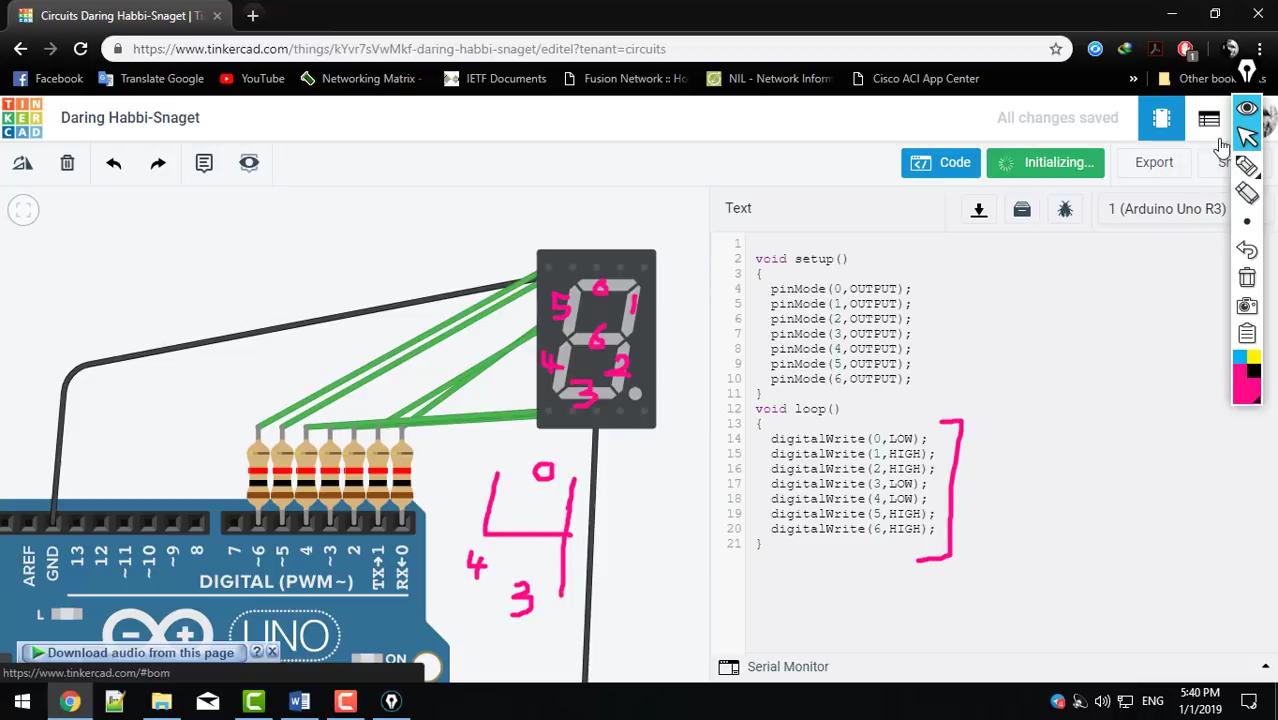 Circuits Daring Habbi-Snaget | Ti
https://www.tinkercad.com/things/kYvr7sVwMkf-daring-habbi-snaget/editel?tenant=circuits
Facebook
Translate Google
YouTube
Networking Matrix -
IETF Documents
Fusion Network :: Ho
NIL - Network Inform
Cisco ACI App Center
»
Other book
TIN
KER
CAD
Daring Habbi-Snaget
All changes saved
Code
Initializing...
Export
Text
1 (Arduino Uno R3)
1
2 void setup()
3 {
4 pinMode(0,OUTPUT);
5 pinMode(1,OUTPUT);
6 pinMode(2,OUTPUT);
7 pinMode(3,OUTPUT);
8 pinMode(4,OUTPUT);
9 pinMode(5,OUTPUT);
10 pinMode(6,OUTPUT);
11 }
12 void loop()
13 {
14 digitalWrite(0,LOW);
15 digitalWrite(1,HIGH);
16 digitalWrite(2,HIGH);
17 digitalWrite(3,LOW);
18 digitalWrite(4,LOW);
19 digitalWrite(5,HIGH);
20 digitalWrite(6,HIGH);
21 }
0
5 1
6
4 2
3
0
4
3
AREF
GND
13
12
~11
~10
~9
8
7
~6
~5
4
~3
2
TX→1
RX←0
DIGITAL (PWM~)
L
UNO
ON
Download audio from this page
?
https://www.tinkercad.com/#bom
Serial Monitor
ENG
5:40 PM
1/1/2019